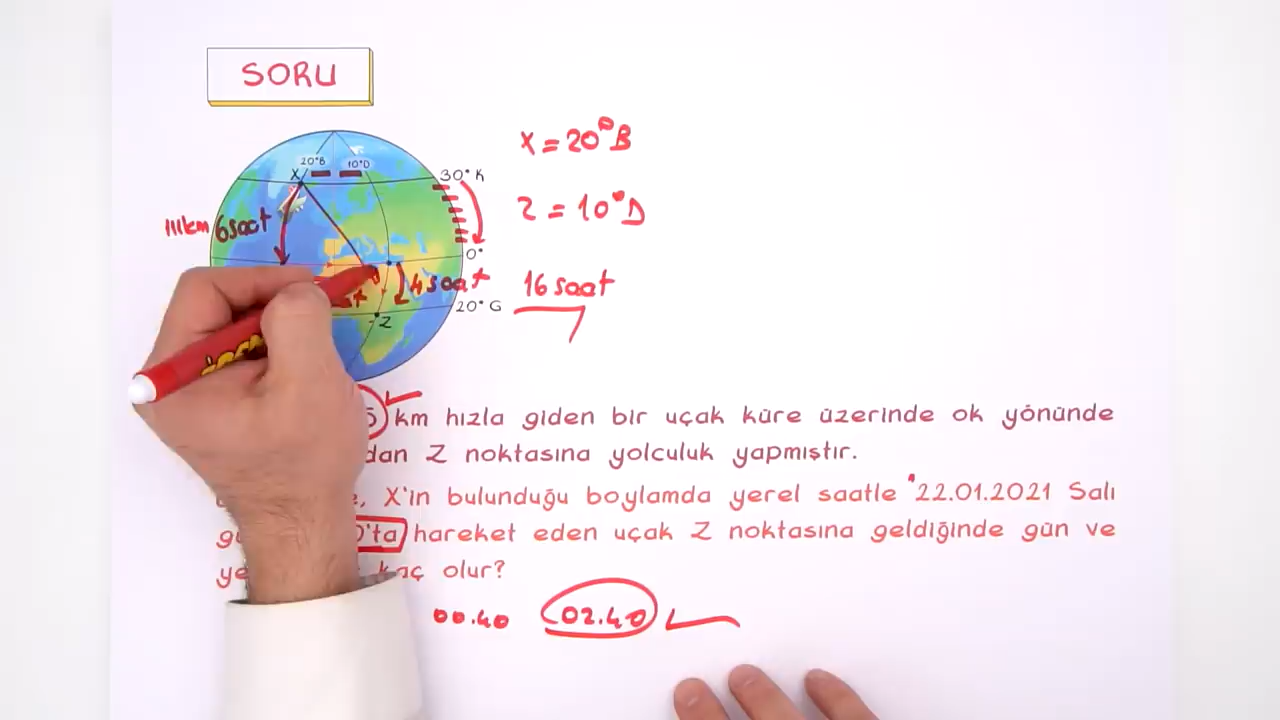 SORU
20°B 10°D
X
30° K
111km 6saat
0°
4saat
20° G
Z
X = 20° B
Z = 10° D
16 saat
km hızla giden bir uçak küre üzerinde ok yönünde
dan Z noktasına yolculuk yapmıştır.
X'in bulunduğu boylamda yerel saatle 22.01.2021 Salı
hareket eden uçak Z noktasına geldiğinde gün ve
kaç olur?
00.40 02.40